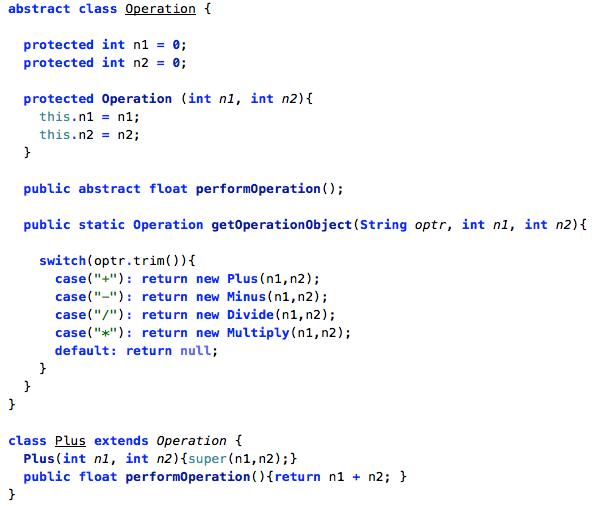 abstract class Operation {
protected int n1 = 0;
protected int n2 = 0;
protected Operation (int n1, int n2){
this.n1 = n1;
this.n2 = n2;
}
public abstract float performOperation();
public static Operation getOperationObject(String optr, int n1, int n2){
switch(optr.trim()){
case("+"): return new Plus(n1,n2);
case("-"): return new Minus(n1,n2);
case("/"): return new Divide(n1,n2);
case("*"): return new Multiply(n1,n2);
default: return null;
}
}
}
class Plus extends Operation {
Plus(int n1, int n2){super(n1,n2);}
public float performOperation(){return n1 + n2; }
}